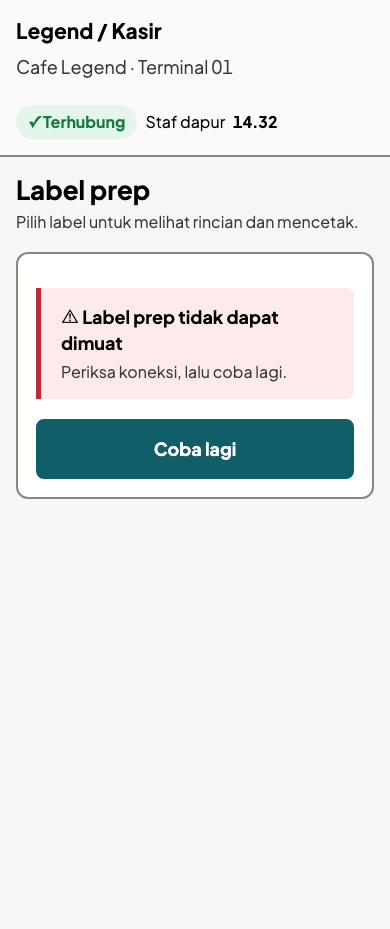 Legend / Kasir
Cafe Legend · Terminal 01
✓Terhubung Staf dapur 14.32
Label prep
Pilih label untuk melihat rincian dan mencetak.
⚠ Label prep tidak dapat
dimuat
Periksa koneksi, lalu coba lagi.
Coba lagi